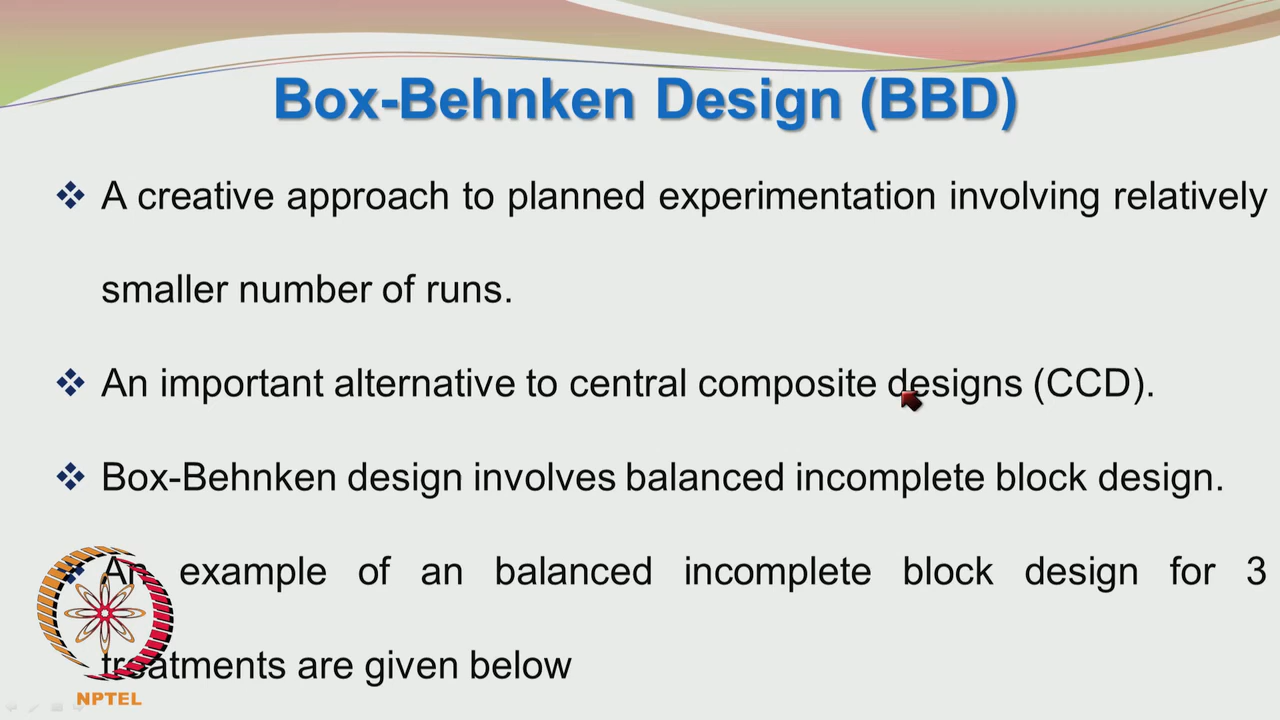 Box-Behnken Design (BBD)
❖ A creative approach to planned experimentation involving relatively
smaller number of runs.
❖ An important alternative to central composite designs (CCD).
❖ Box-Behnken design involves balanced incomplete block design.
❖ An example of an balanced incomplete block design for 3
treatments are given below
NPTEL